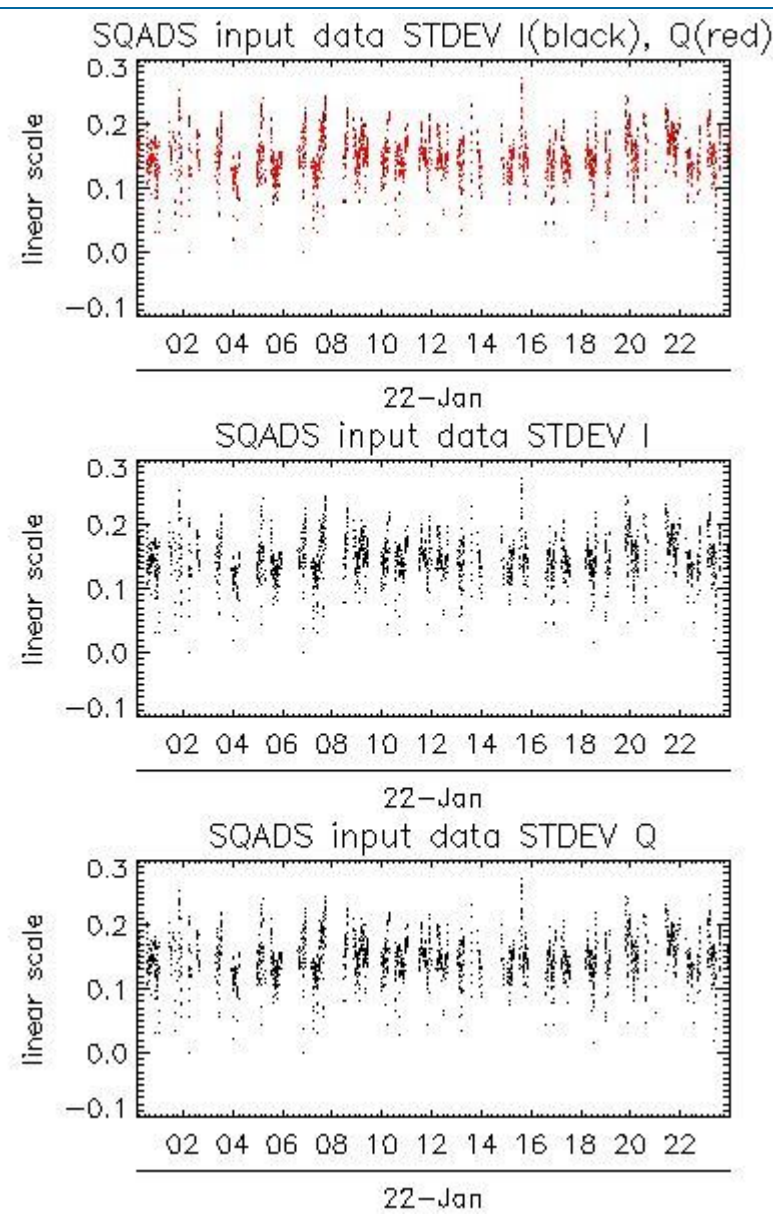 SQADS input data STDEV I(black), Q(red)
0.3
0.2
0.1
0.0
-0.1
linear scale
02 04 06 08 10 12 14 16 18 20 22
22-Jan
SQADS input data STDEV I
0.3
0.2
0.1
0.0
-0.1
linear scale
02 04 06 08 10 12 14 16 18 20 22
22-Jan
SQADS input data STDEV Q
0.3
0.2
0.1
0.0
-0.1
linear scale
02 04 06 08 10 12 14 16 18 20 22
22-Jan